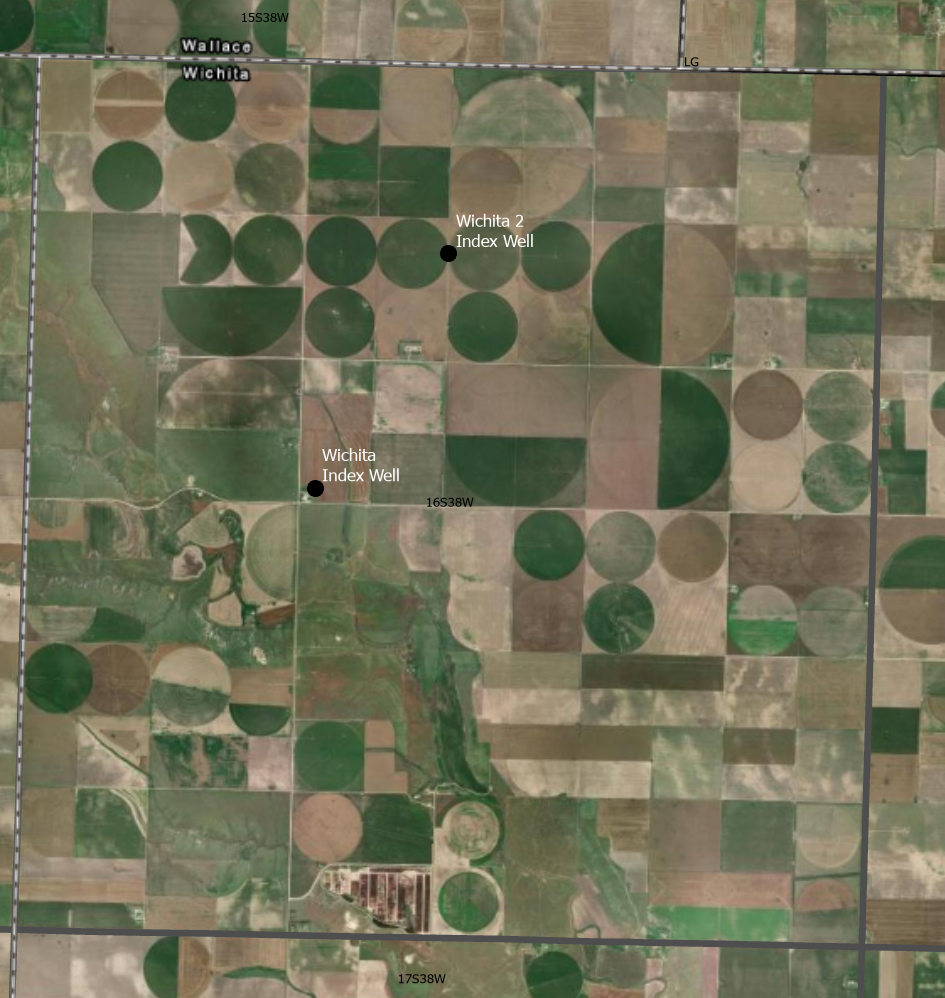 15S38W
Wallace
LG
Wichita
Wichita 2
Index Well
Wichita
Index Well
16S38W
17S38W